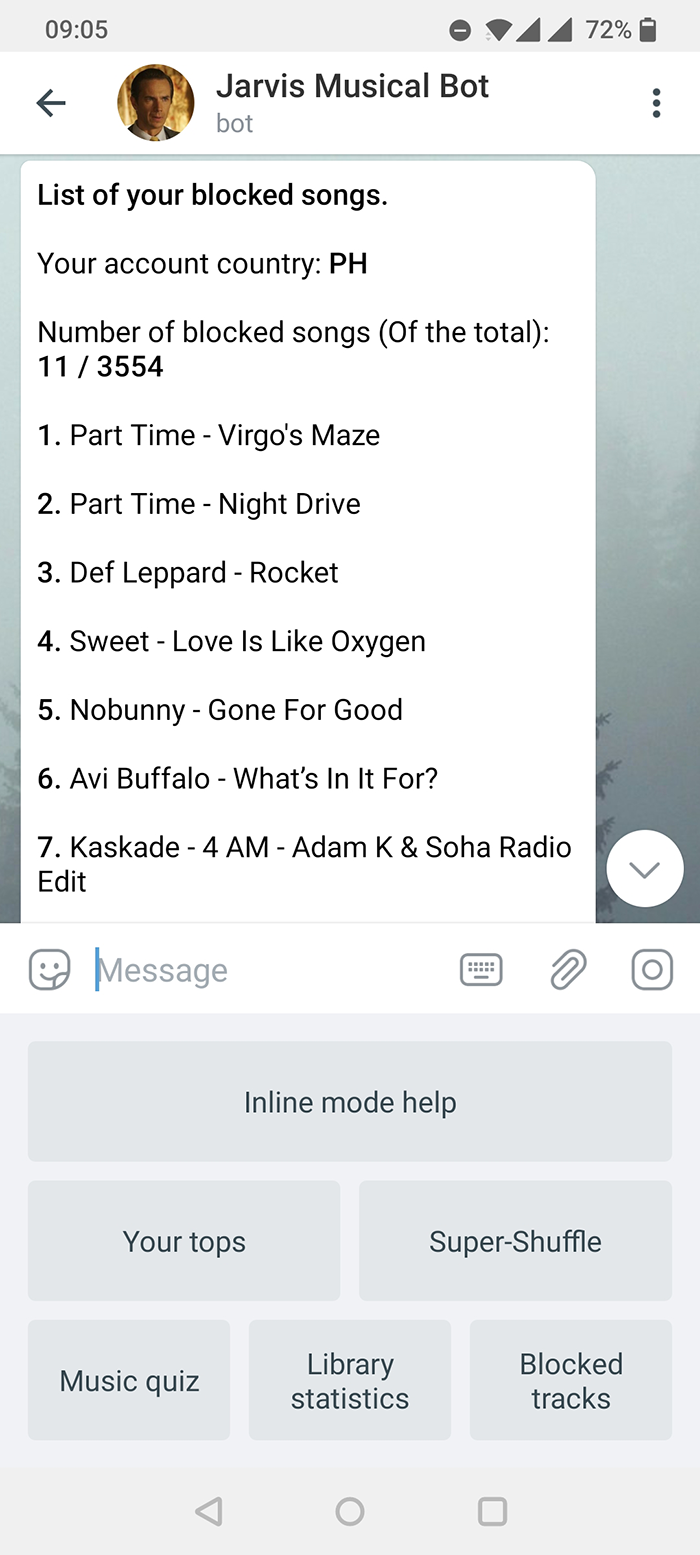 09:05
72%
Jarvis Musical Bot
bot
List of your blocked songs.
Your account country: PH
Number of blocked songs (Of the total):
11 / 3554
1. Part Time - Virgo's Maze
2. Part Time - Night Drive
3. Def Leppard - Rocket
4. Sweet - Love Is Like Oxygen
5. Nobunny - Gone For Good
6. Avi Buffalo - What’s In It For?
7. Kaskade - 4 AM - Adam K & Soha Radio
Edit
Message
Inline mode help
Your tops
Super-Shuffle
Music quiz
Library
statistics
Blocked
tracks